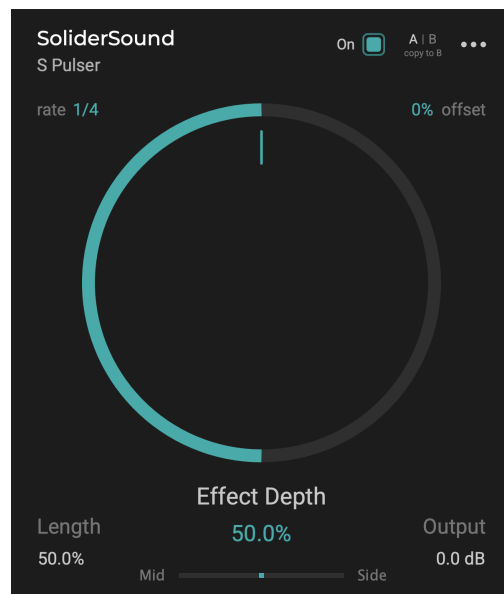 SoliderSound
S Pulser
On
A | B
copy to B
rate 1/4
0% offset
Effect Depth
50.0%
Length
50.0%
Output
0.0 dB
Mid
Side